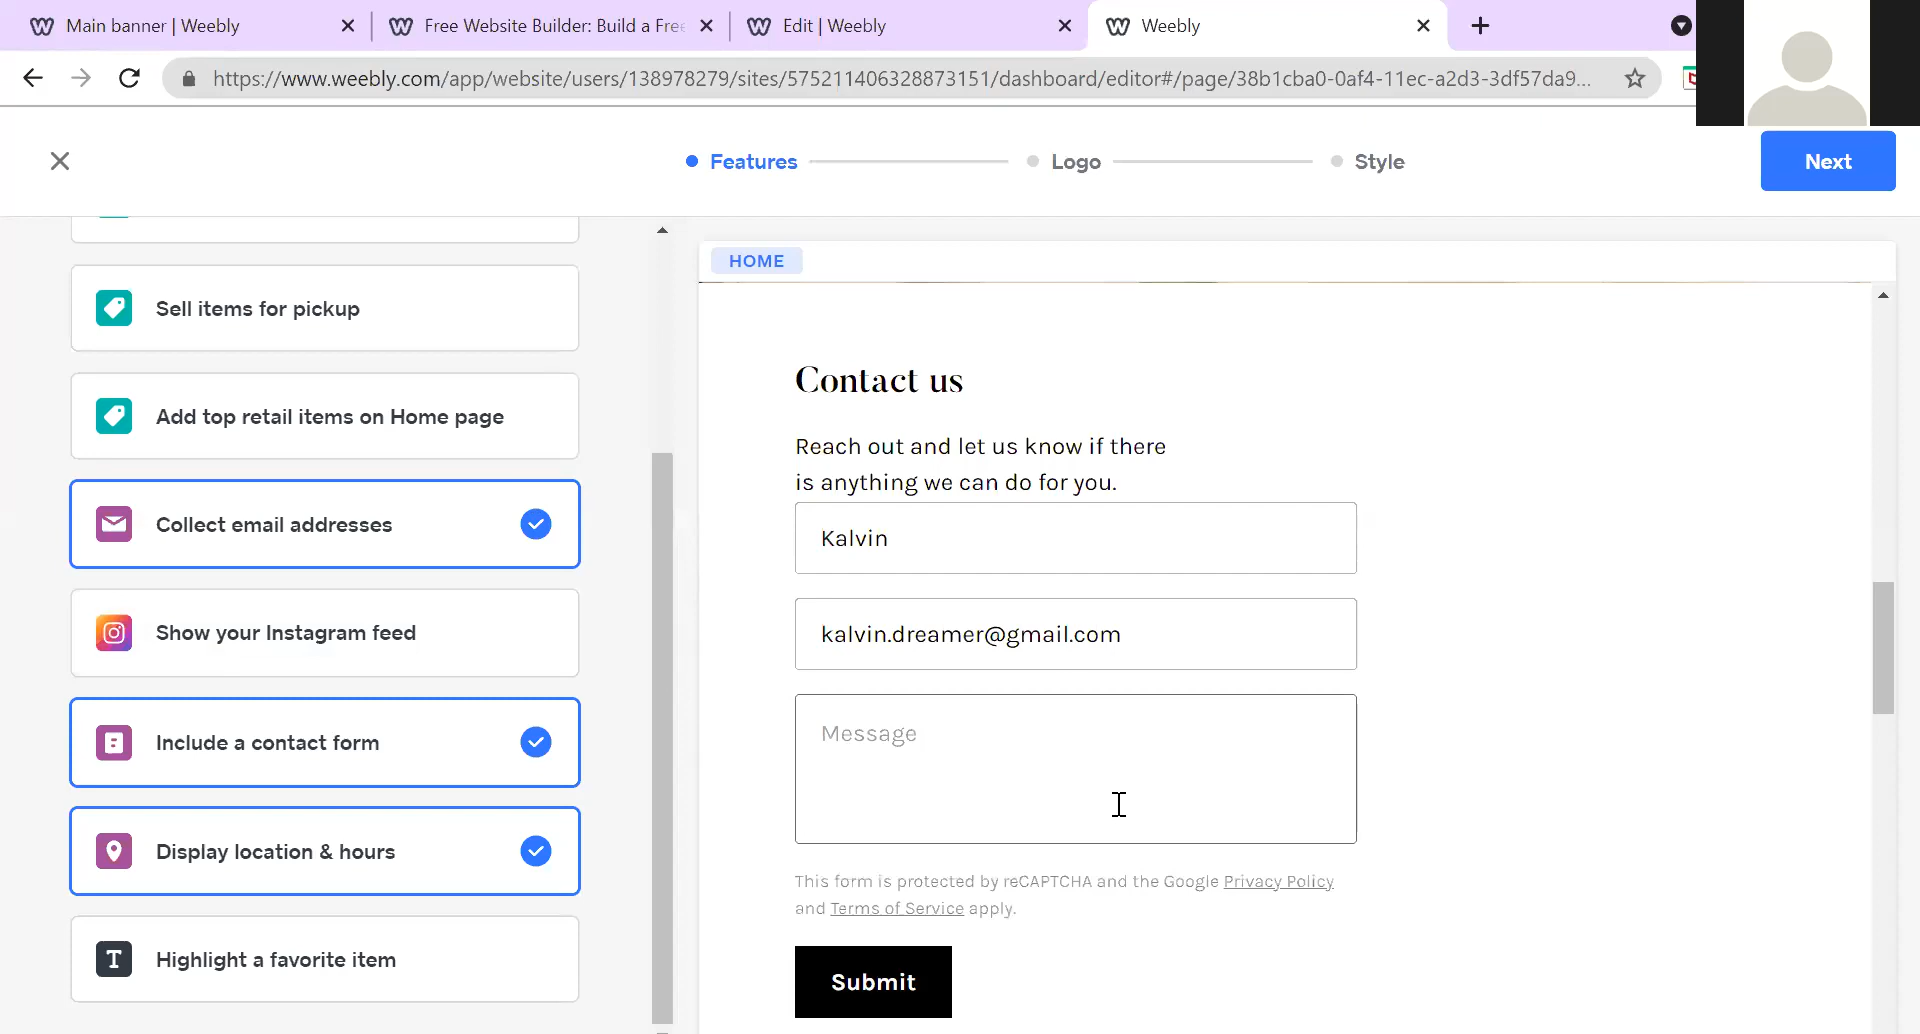 Main banner | Weebly
Free Website Builder: Build a Free
Edit | Weebly
Weebly
https://www.weebly.com/app/website/users/138978279/sites/575211406328873151/dashboard/editor#/page/38b1cba0-0af4-11ec-a2d3-3df57da9...
Features
Logo
Style
Next
Sell items for pickup
Add top retail items on Home page
Collect email addresses
Show your Instagram feed
Include a contact form
Display location & hours
T
Highlight a favorite item
HOME
Contact us
Reach out and let us know if there
is anything we can do for you.
Kalvin
kalvin.dreamer@gmail.com
Message
This form is protected by reCAPTCHA and the Google Privacy Policy
and Terms of Service apply.
Submit